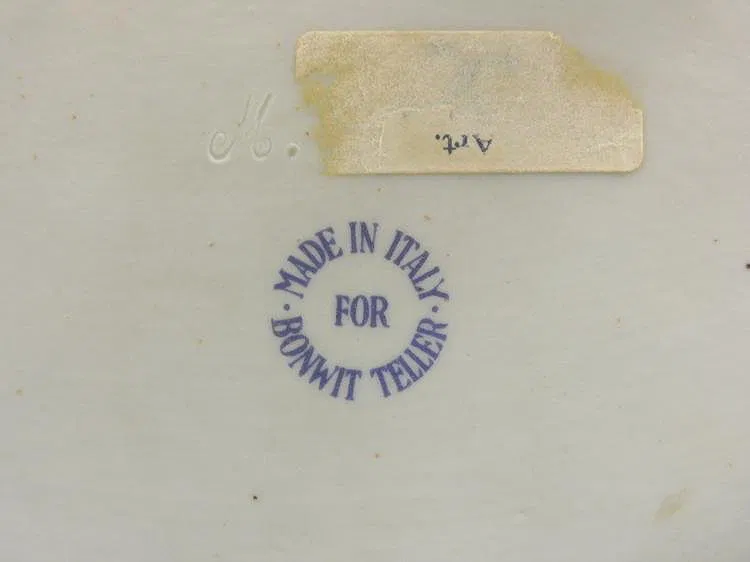 M.
Art.
MADE IN ITALY
FOR
BONWIT TELLER